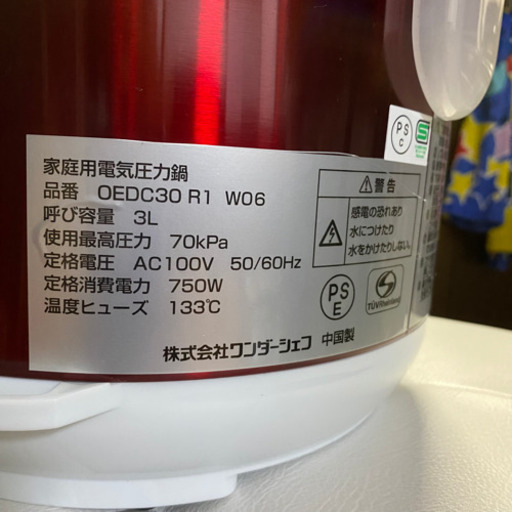 家庭用電気圧力鍋
品番 OEDC30 R1 W06
呼び容量 3L
使用最高圧力 70kPa
定格電圧 AC100V 50/60Hz
定格消費電力 750W
温度ヒューズ 133℃
株式会社ワンダーシェフ 中国製
⚠警告
感電の恐れあり
水につけたり
水をかけたりしない。
PS
E
TÜVRheinland
PS
C
S